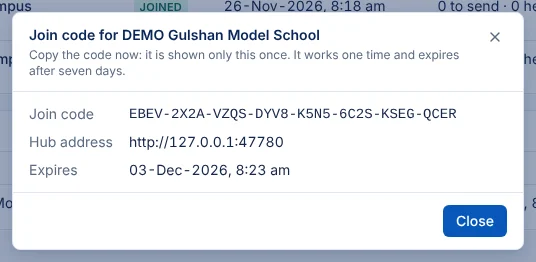 mpus JOINED 26-Nov-2026, 8:18 am 0 to send · 0 he
Join code for DEMO Gulshan Model School
Copy the code now: it is shown only this once. It works one time and expires
after seven days.
Join code EBEV-2X2A-VZQS-DYV8-K5N5-6C2S-KSEG-QCER
Hub address http://127.0.0.1:47780
Expires 03-Dec-2026, 8:23 am
Close